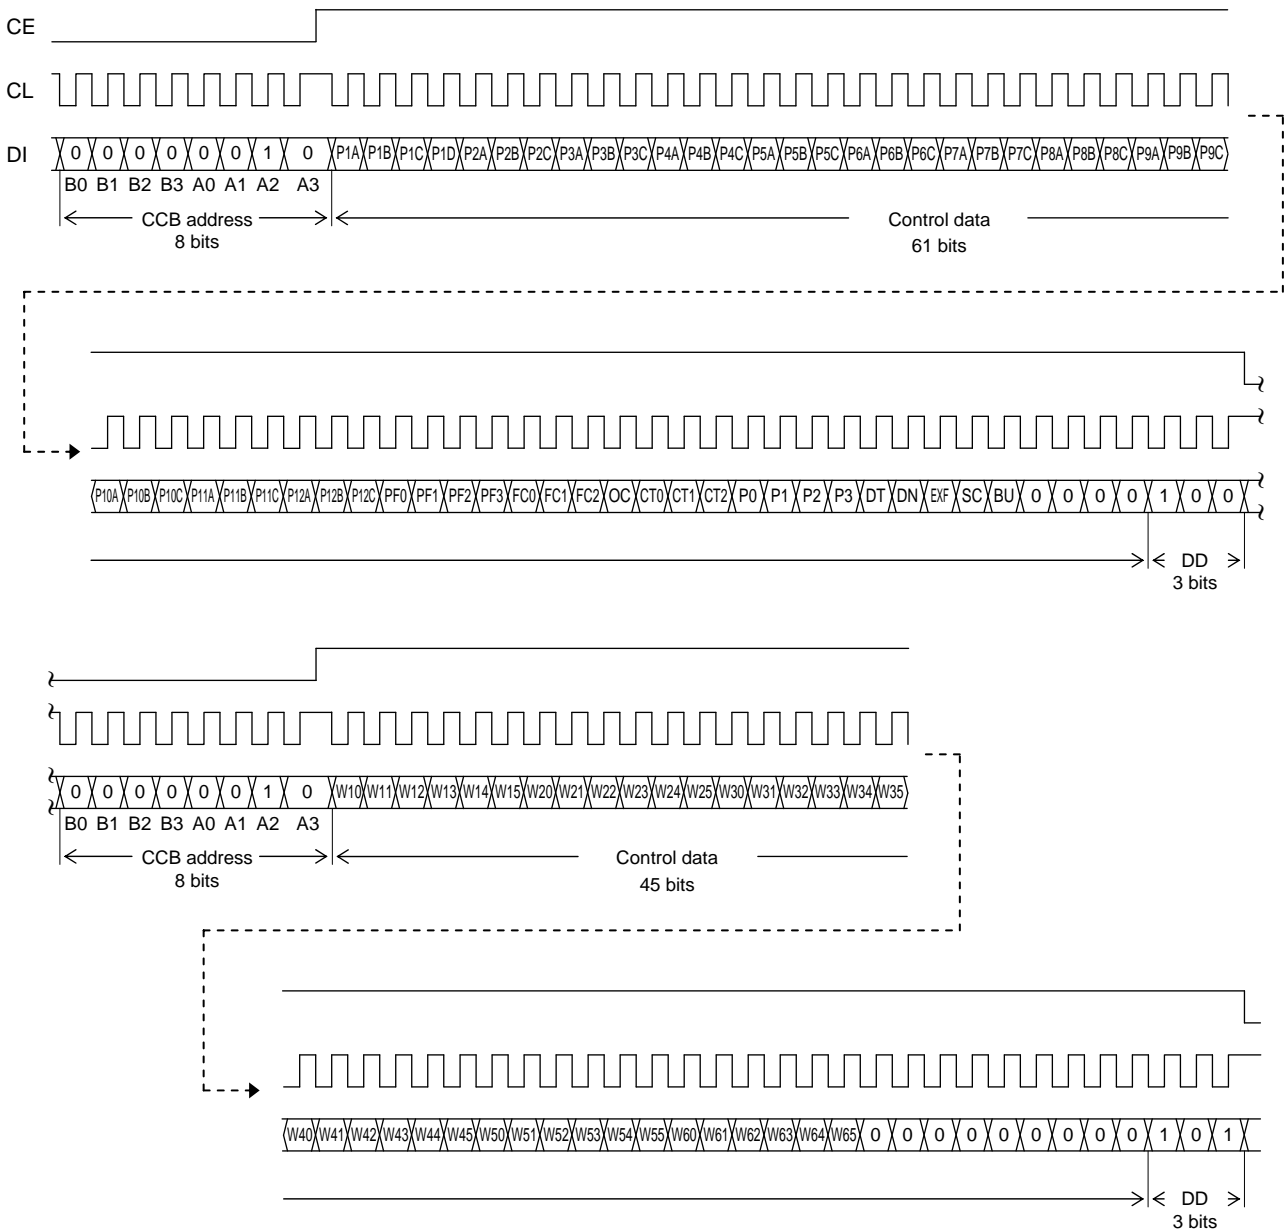 CE
CL
DI 0 0 0 0 0 0 1 0 P1A P1B P1C P1D P2A P2B P2C P3A P3B P3C P4A P4B P4C P5A P5B P5C P6A P6B P6C P7A P7B P7C P8A P8B P8C P9A P9B P9C
B0 B1 B2 B3 A0 A1 A2 A3
CCB address Control data
8 bits 61 bits
P10A P10B P10C P11A P11B P11C P12A P12B P12C PF0 PF1 PF2 PF3 FC0 FC1 FC2 OC CT0 CT1 CT2 P0 P1 P2 P3 DT DN EXF SC BU 0 0 0 0 1 0 0
DD
3 bits
0 0 0 0 0 0 1 0 W10 W11 W12 W13 W14 W15 W20 W21 W22 W23 W24 W25 W30 W31 W32 W33 W34 W35
B0 B1 B2 B3 A0 A1 A2 A3
CCB address Control data
8 bits 45 bits
W40 W41 W42 W43 W44 W45 W50 W51 W52 W53 W54 W55 W60 W61 W62 W63 W64 W65 0 0 0 0 0 0 0 0 0 1 0 1
DD
3 bits